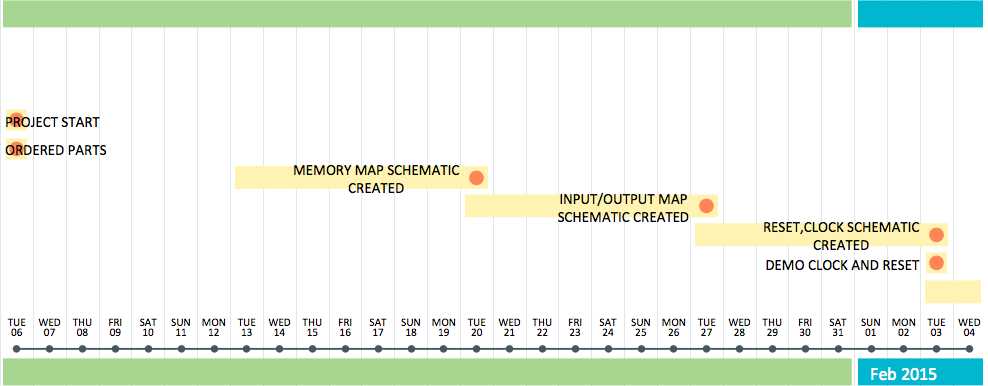 PROJECT START
ORDERED PARTS
MEMORY MAP SCHEMATIC
CREATED
INPUT/OUTPUT MAP
SCHEMATIC CREATED
RESET,CLOCK SCHEMATIC
CREATED
DEMO CLOCK AND RESET
TUE WED THU FRI SAT SUN MON TUE WED THU FRI SAT SUN MON TUE WED THU FRI SAT SUN MON TUE WED THU FRI SAT SUN MON TUE WED
06 07 08 09 10 11 12 13 14 15 16 17 18 19 20 21 22 23 24 25 26 27 28 29 30 31 01 02 03 04
Feb 2015